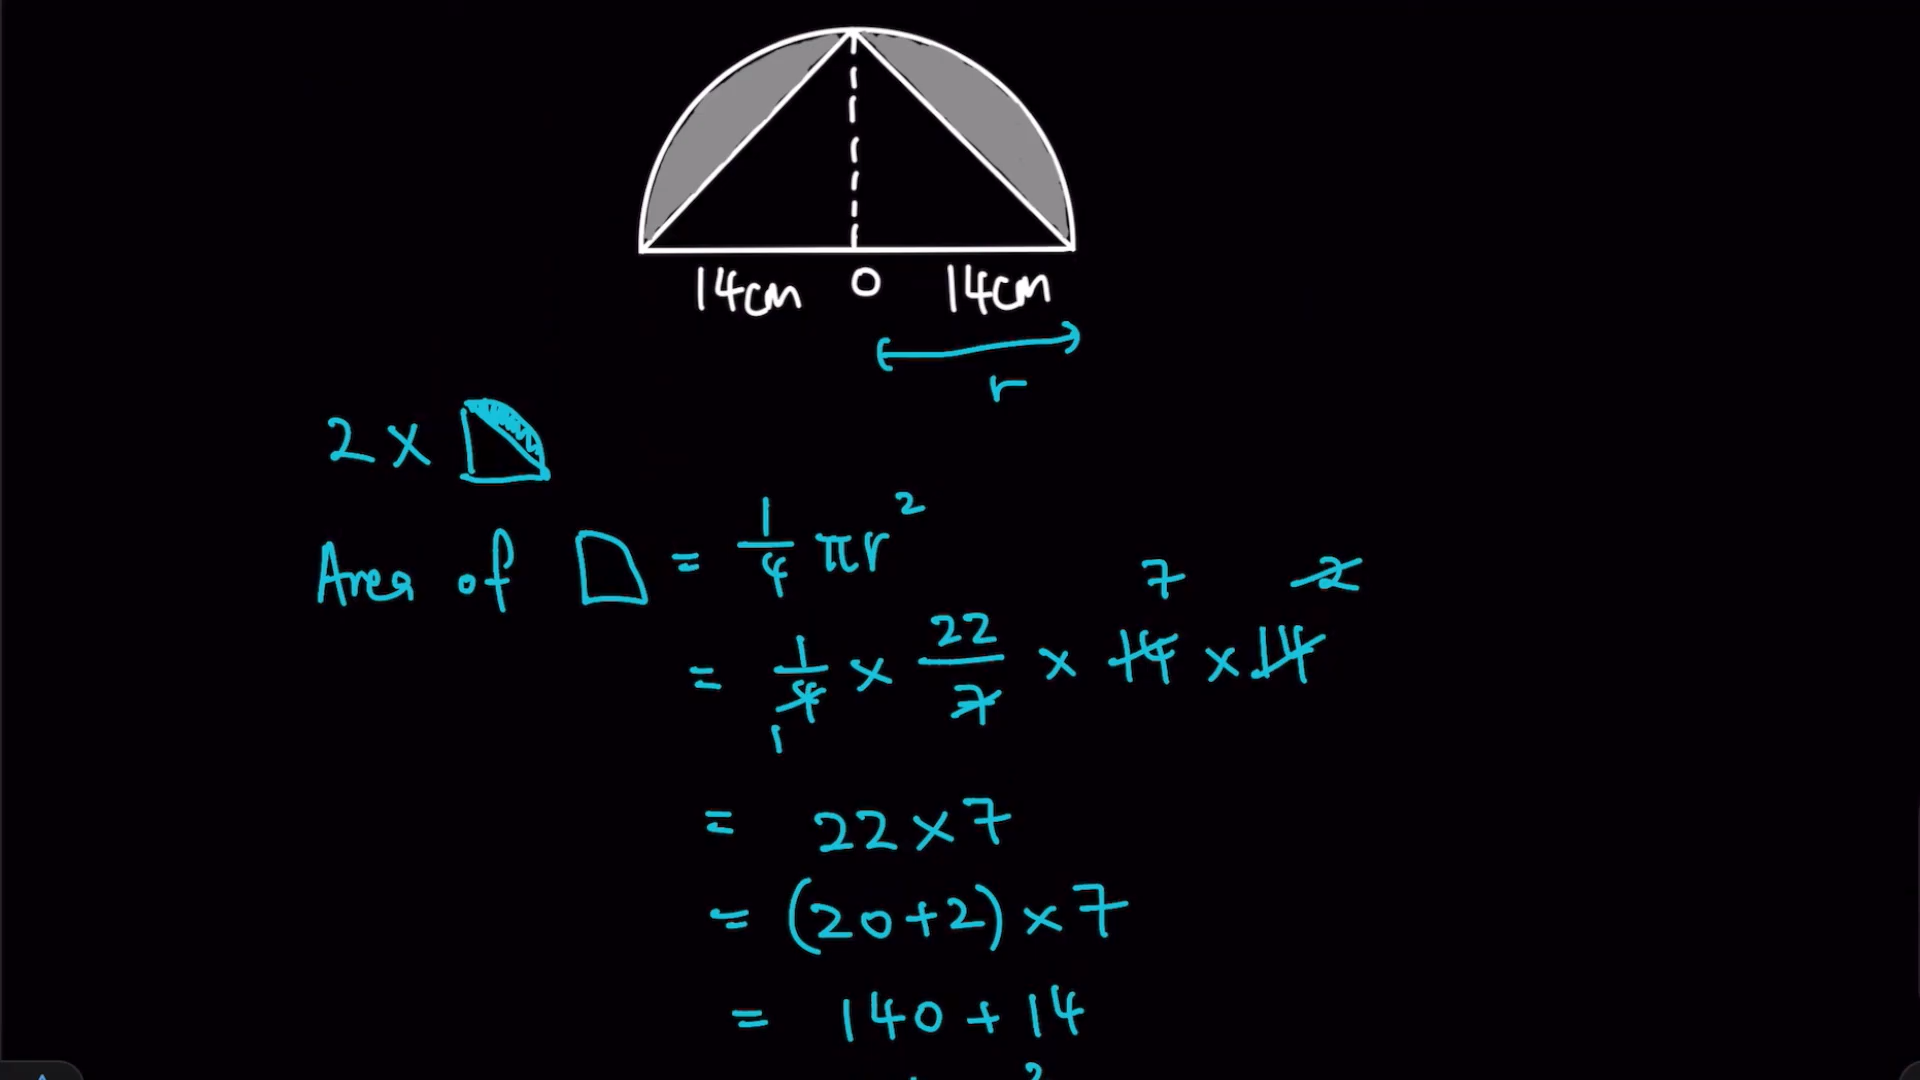 14cm O 14cm
r
2 x
Area of = 1/4 πr²
7 2
= 1/4 x 22/7 x 14 x 14
1
= 22 x 7
= (20+2) x 7
= 140 + 14